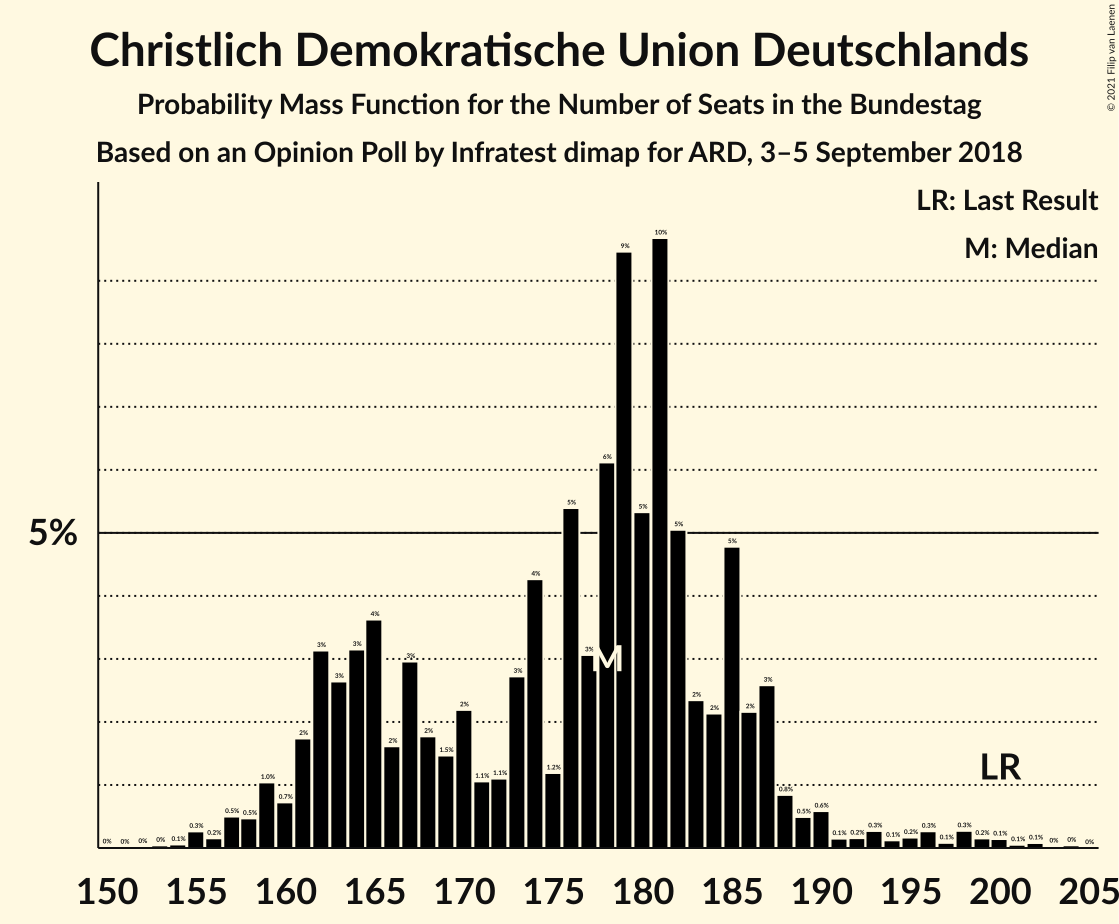 Christlich Demokratische Union Deutschlands
Probability Mass Function for the Number of Seats in the Bundestag
Based on an Opinion Poll by Infratest dimap for ARD, 3–5 September 2018
© 2021 Filip van Laenen
LR: Last Result
M: Median
5%
0% 0% 0% 0% 0.1% 0.3% 0.2% 0.5% 0.5% 1.0% 0.7% 2% 3% 3% 3% 4% 2% 3% 2% 1.5% 2% 1.1% 1.1% 3% 4% 1.2% 5% 3% 6% 9% 5% 10% 5% 2% 2% 5% 2% 3% 0.8% 0.5% 0.6% 0.1% 0.2% 0.3% 0.1% 0.2% 0.3% 0.1% 0.3% 0.2% 0.1% 0.1% 0.1% 0% 0% 0%
M
LR
150 155 160 165 170 175 180 185 190 195 200 205